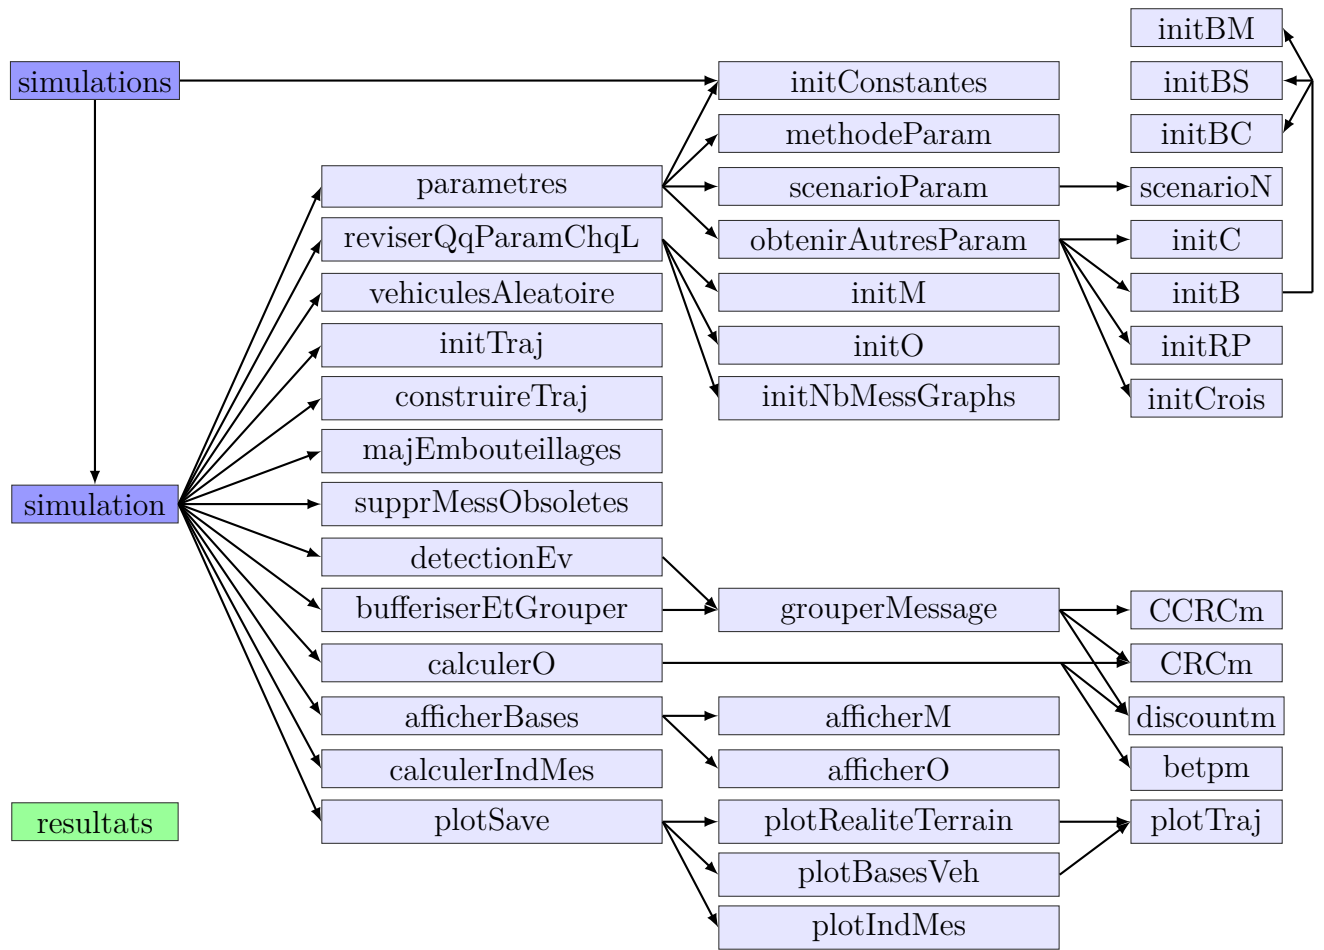 initBM
simulations
initConstantes
initBS
methodeParam
initBC
parametres
scenarioParam
scenarioN
reviserQqParamChqL
obtenirAutresParam
initC
vehiculesAleatoire
initM
initB
initTraj
initO
initRP
construireTraj
initNbMessGraphs
initCrois
majEmbouteillages
simulation
supprMessObsoletes
detectionEv
bufferiserEtGrouper
grouperMessage
CCRCm
calculerO
CRCm
afficherBases
afficherM
discountm
calculerIndMes
afficherO
betpm
resultats
plotSave
plotRealiteTerrain
plotTraj
plotBasesVeh
plotIndMes